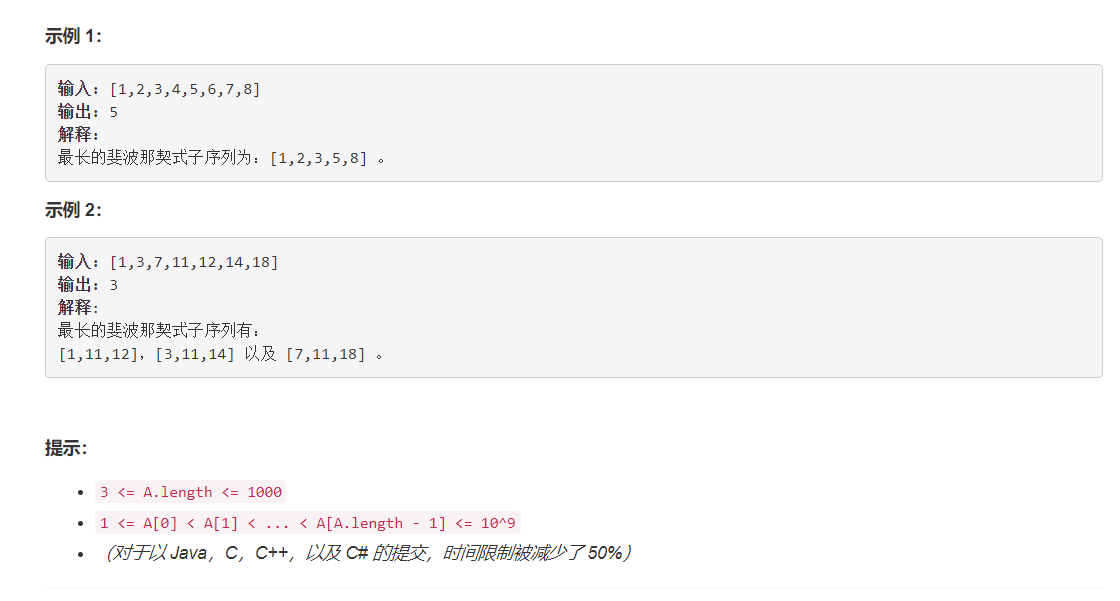 示例 1:
输入: [1,2,3,4,5,6,7,8]
输出: 5
解释:
最长的斐波那契式子序列为: [1,2,3,5,8] 。
示例 2:
输入: [1,3,7,11,12,14,18]
输出: 3
解释:
最长的斐波那契式子序列有:
[1,11,12], [3,11,14] 以及 [7,11,18] 。
提示:
• 3 <= A.length <= 1000
• 1 <= A[0] < A[1] < ... < A[A.length - 1] <= 10^9
• (对于以 Java, C, C++, 以及 C# 的提交, 时间限制被减少了 50%)